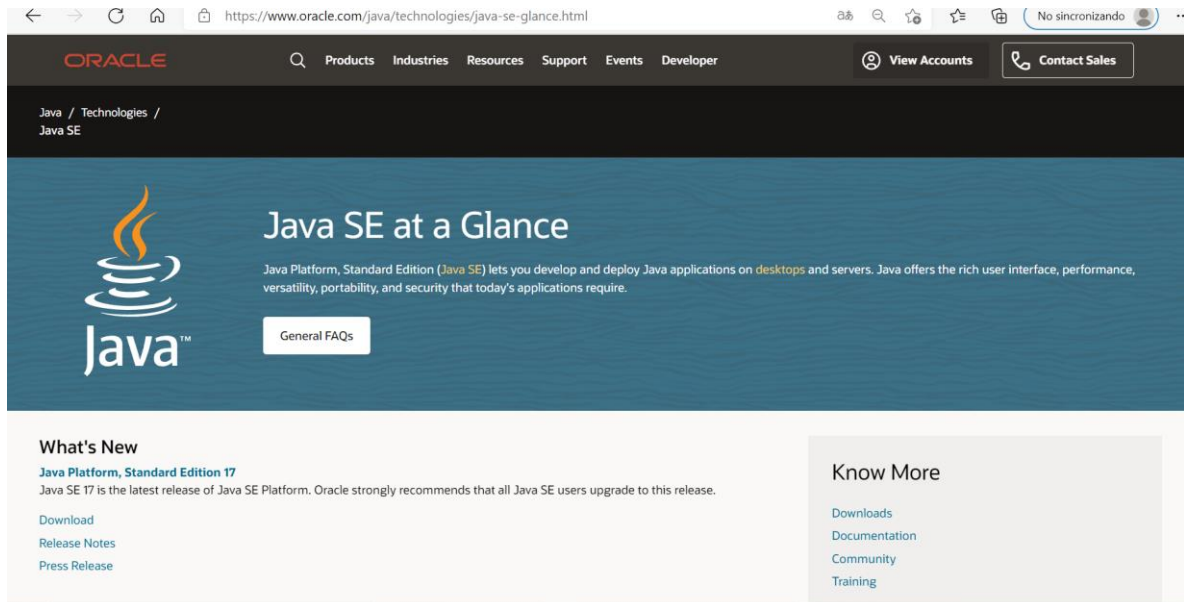 https://www.oracle.com/java/technologies/java-se-glance.html
No sincronizando
ORACLE
Products Industries Resources Support Events Developer
View Accounts
Contact Sales
Java / Technologies /
Java SE
Java SE at a Glance
Java Platform, Standard Edition (Java SE) lets you develop and deploy Java applications on desktops and servers. Java offers the rich user interface, performance,
versatility, portability, and security that today's applications require.
General FAQs
Java™
What's New
Java Platform, Standard Edition 17
Java SE 17 is the latest release of Java SE Platform. Oracle strongly recommends that all Java SE users upgrade to this release.
Download
Release Notes
Press Release
Know More
Downloads
Documentation
Community
Training